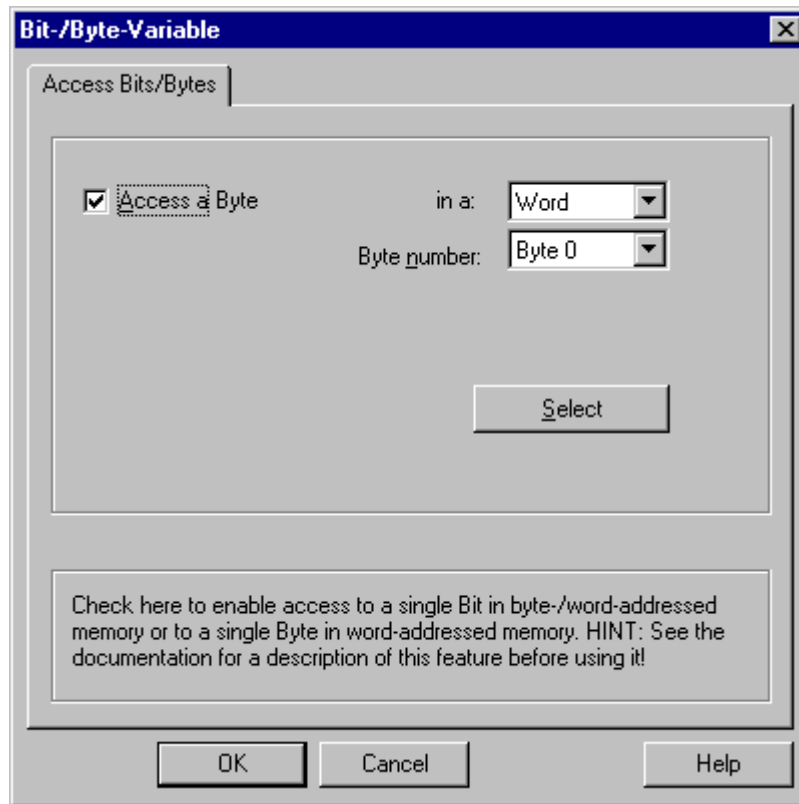 Bit-/Byte-Variable
Access Bits/Bytes
Access a Byte in a: Word
Byte number: Byte 0
Select
Check here to enable access to a single Bit in byte-/word-addressed
memory or to a single Byte in word-addressed memory. HINT: See the
documentation for a description of this feature before using it!
OK Cancel Help